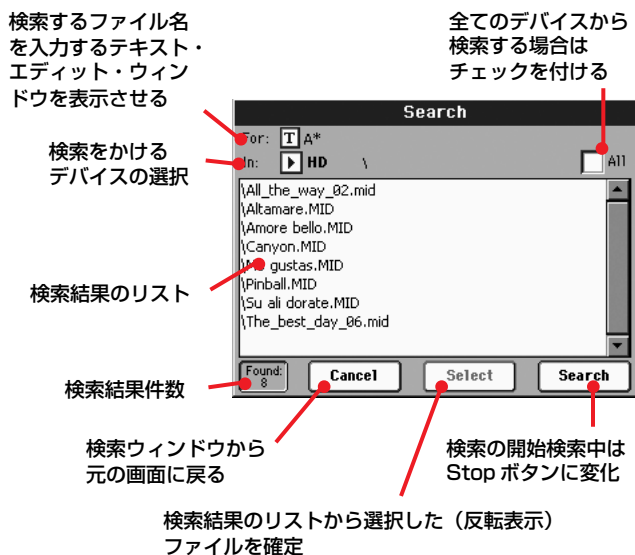 検索するファイル名
を入力するテキスト・
エディット・ウィン
ドウを表示させる
全てのデバイスから
検索する場合は
チェックを付ける
検索をかける
デバイスの選択
検索結果のリスト
検索結果件数
Search
For: T A*
In: HD \
All
\All_the_way_02.mid
\Altamare.MID
\Amore bello.MID
\Canyon.MID
gustas.MID
\Pinball.MID
\Su ali dorate.MID
\The_best_day_06.mid
Found:
8
Cancel
Select
Search
検索ウィンドウから
元の画面に戻る
検索の開始検索中は
Stop ボタンに変化
検索結果のリストから選択した（反転表示）
ファイルを確定